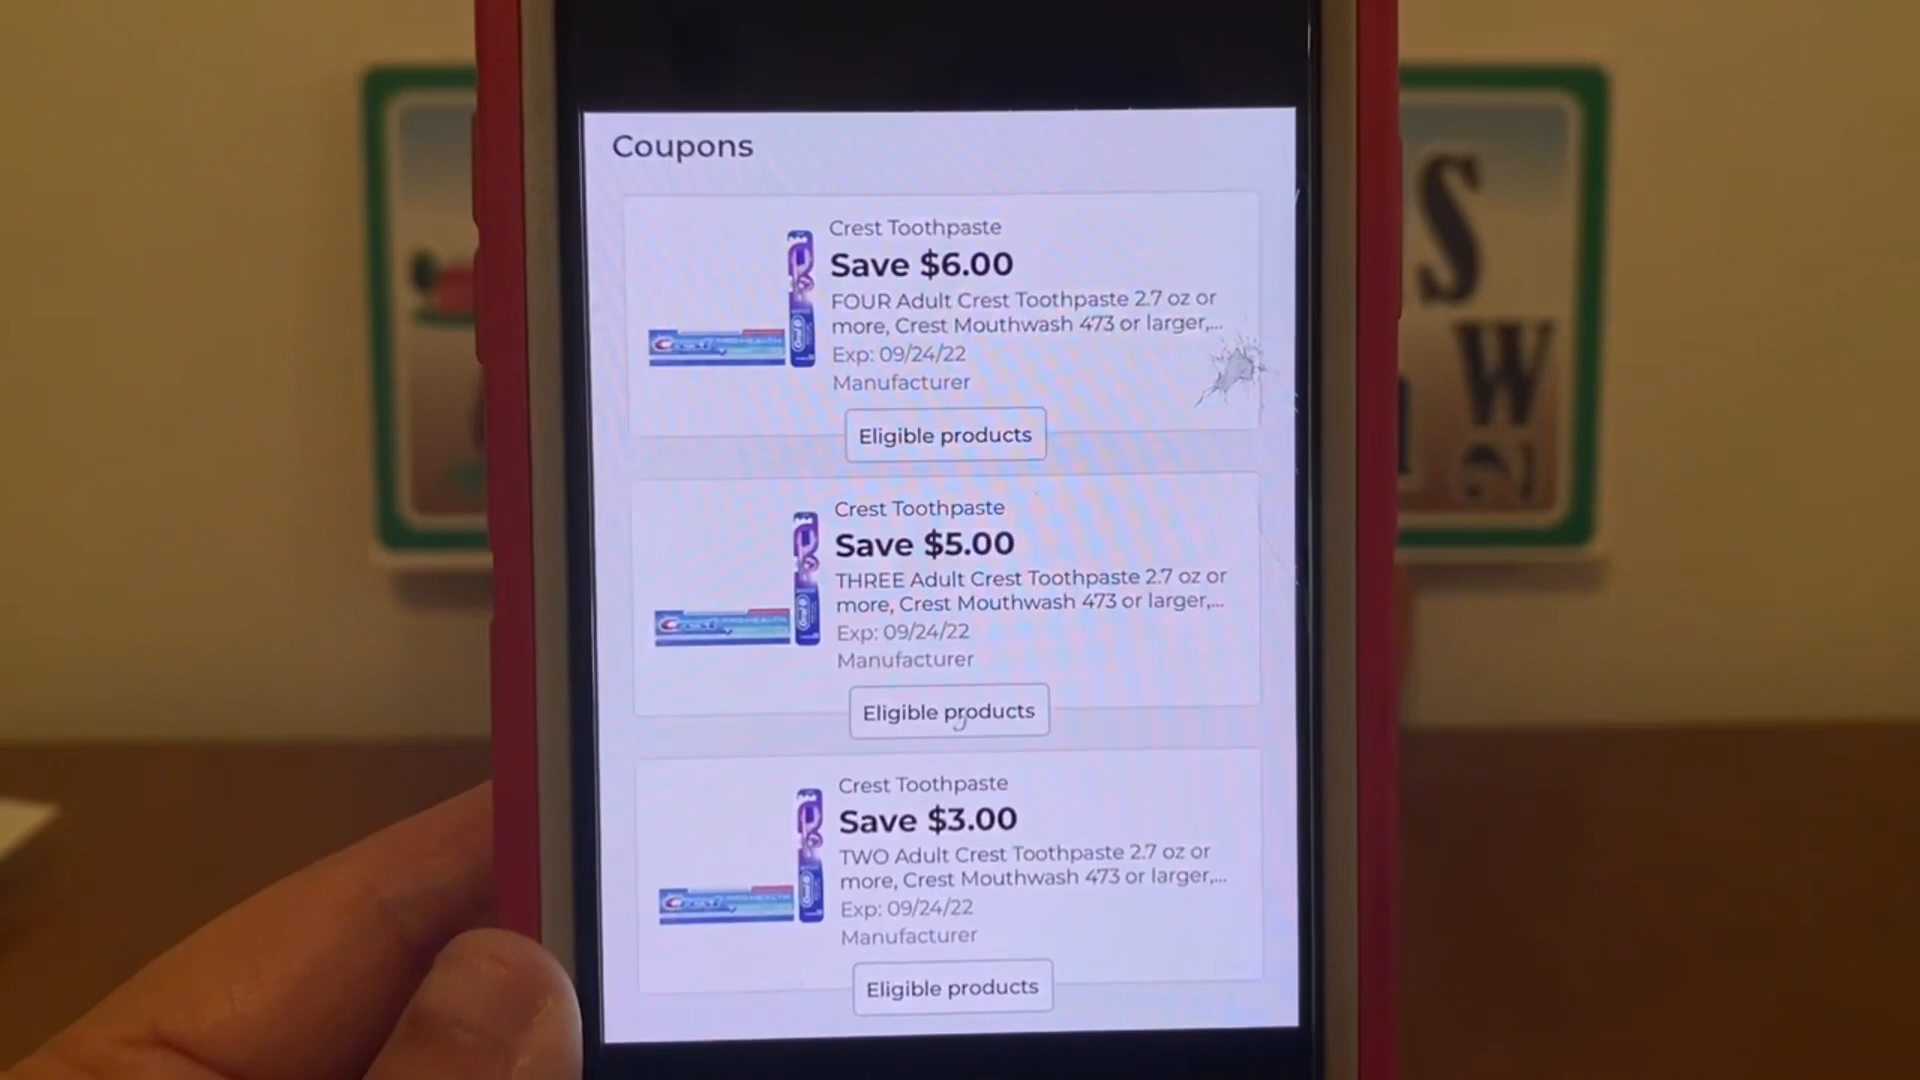 Coupons
Crest Toothpaste
Save $6.00
FOUR Adult Crest Toothpaste 2.7 oz or
more, Crest Mouthwash 473 or larger,...
Exp: 09/24/22
Manufacturer
Eligible products
Crest Toothpaste
Save $5.00
THREE Adult Crest Toothpaste 2.7 oz or
more, Crest Mouthwash 473 or larger,...
Exp: 09/24/22
Manufacturer
Eligible products
Crest Toothpaste
Save $3.00
TWO Adult Crest Toothpaste 2.7 oz or
more, Crest Mouthwash 473 or larger,...
Exp: 09/24/22
Manufacturer
Eligible products
Crest
Crest
Crest
S
W